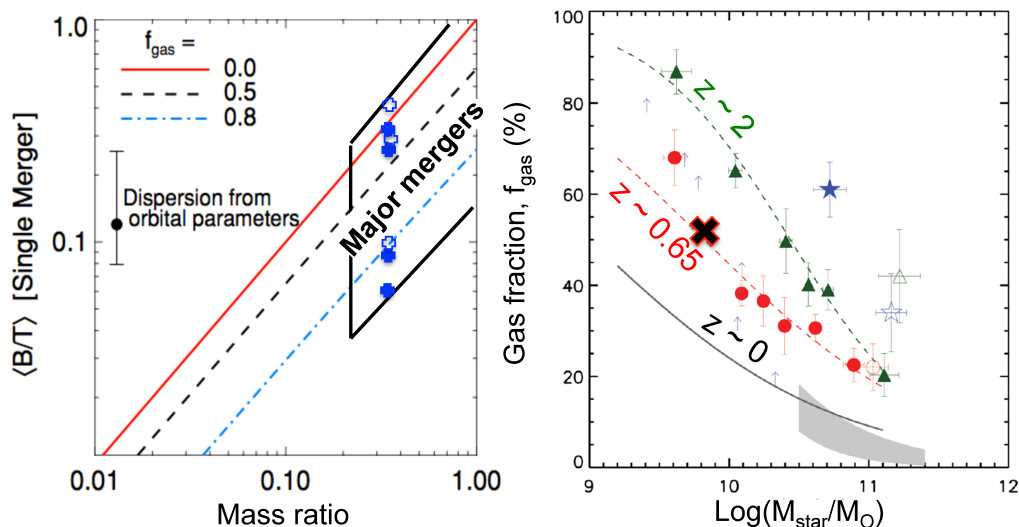 1.0
f_gas =
0.0
0.5
0.8
Dispersion from
orbital parameters
Major mergers
0.1
⟨B/T⟩ [Single Merger]
0.01
0.10
1.00
Mass ratio
100
80
60
40
20
0
Gas fraction, f_gas (%)
z ~ 2
z ~ 0.65
z ~ 0
9
10
11
12
Log(M_star/M_O)